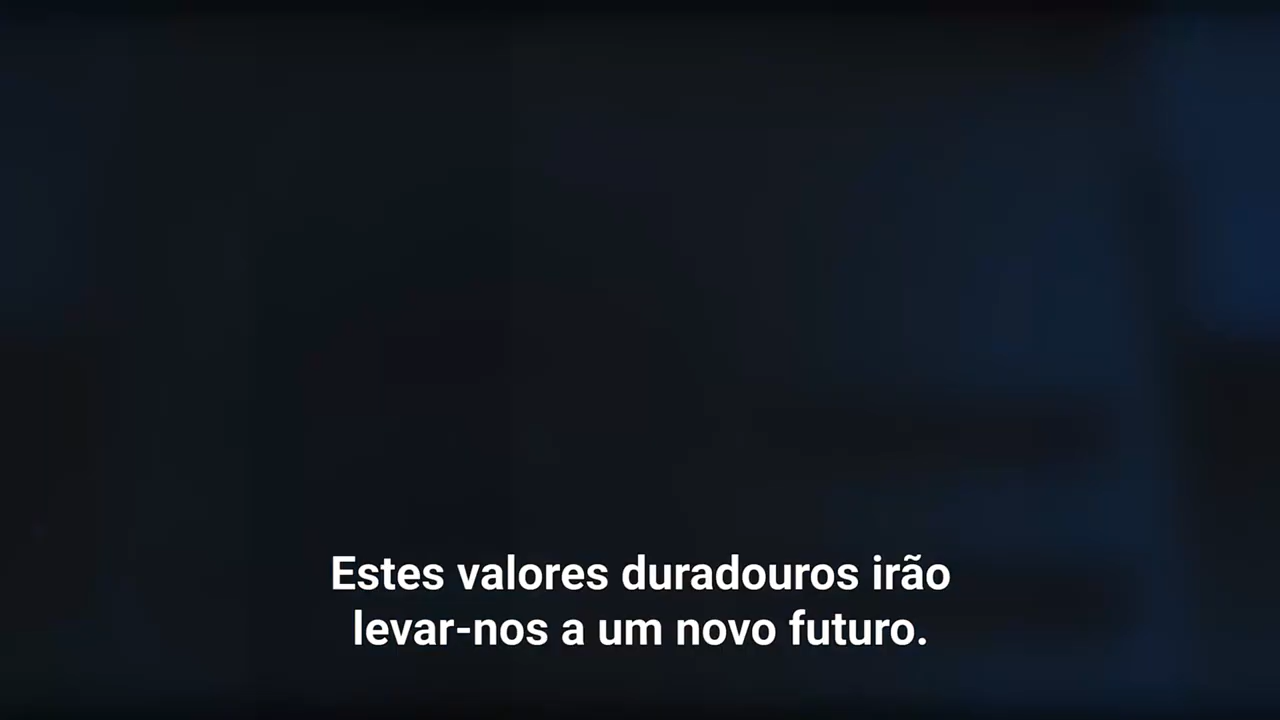 Estes valores duradouros irão
levar-nos a um novo futuro.